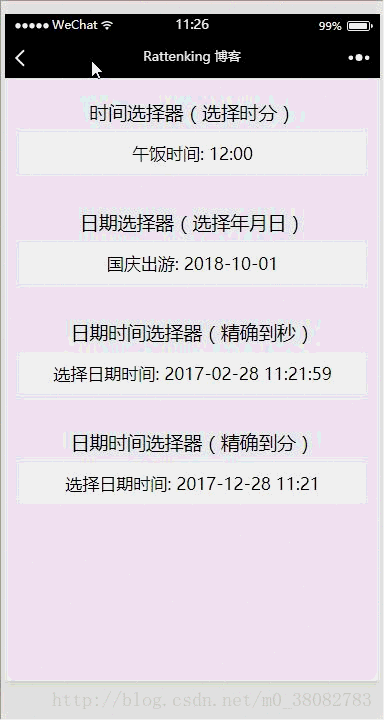 WeChat 11:26 99%
Rattenking 博客
时间选择器（选择时分）
午饭时间: 12:00
日期选择器（选择年月日）
国庆出游: 2018-10-01
日期时间选择器（精确到秒）
选择日期时间: 2017-02-28 11:21:59
日期时间选择器（精确到分）
选择日期时间: 2017-12-28 11:21
http://blog.csdn.net/m0_38082783